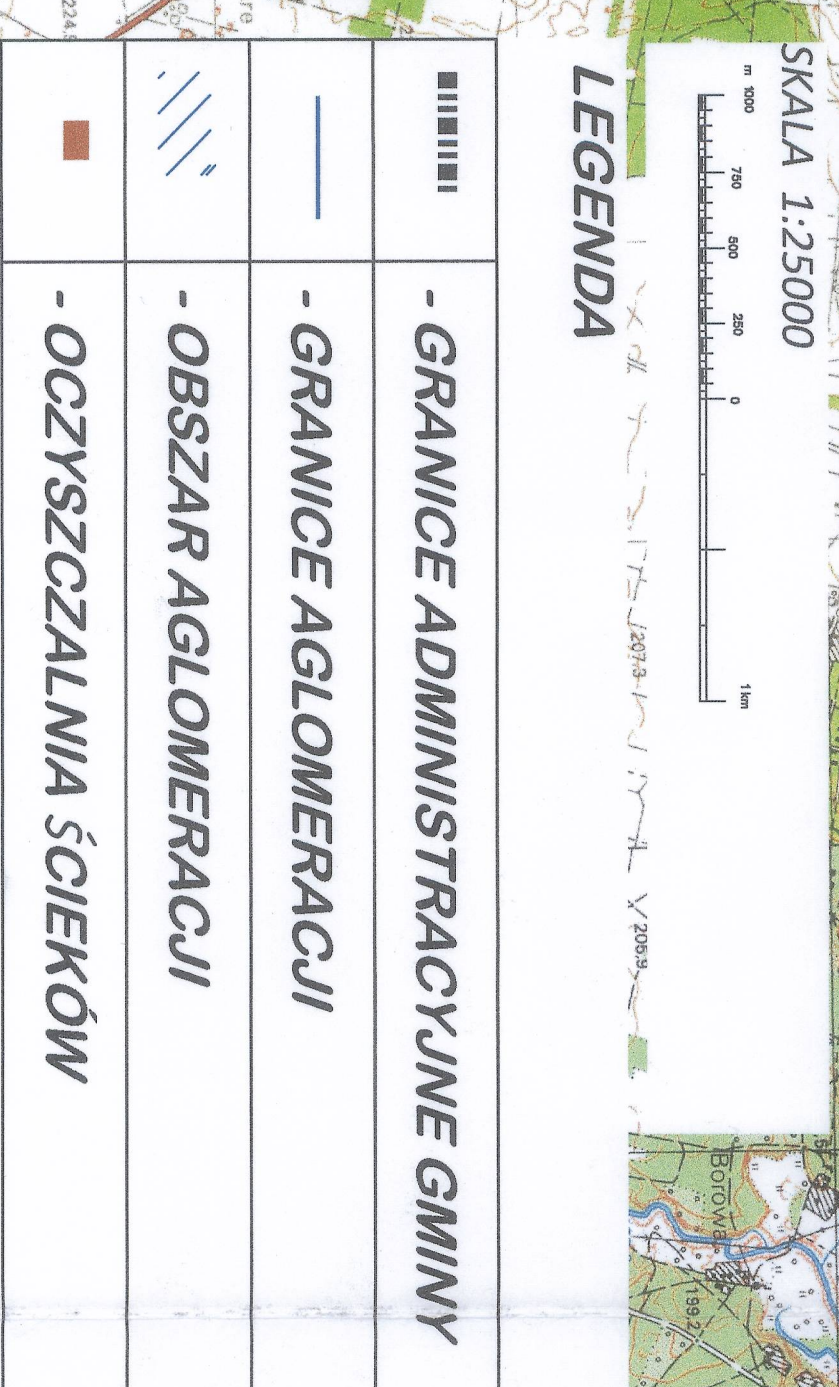 SKALA 1:25000
m 1000 750 500 250 0 1 km
207,3
205,9
LEGENDA
- GRANICE ADMINISTRACYJNE GMINY
- GRANICE AGLOMERACJI
- OBSZAR AGLOMERACJI
- OCZYSZCZALNIA ŚCIEKÓW
Borowa
199,2
re